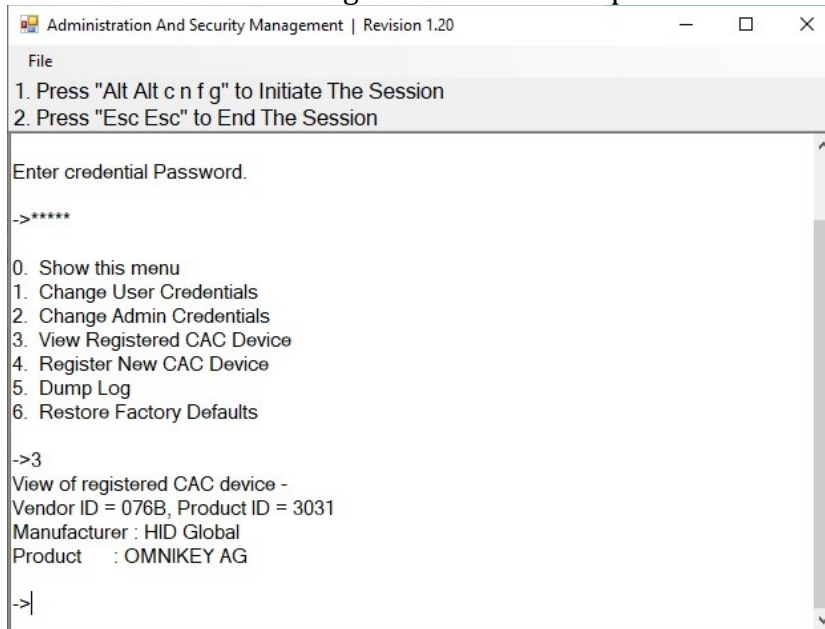 Administration And Security Management | Revision 1.20
File
1. Press "Alt Alt c n f g" to Initiate The Session
2. Press "Esc Esc" to End The Session
Enter credential Password.
->*****
0. Show this menu
1. Change User Credentials
2. Change Admin Credentials
3. View Registered CAC Device
4. Register New CAC Device
5. Dump Log
6. Restore Factory Defaults
->3
View of registered CAC device -
Vendor ID = 076B, Product ID = 3031
Manufacturer : HID Global
Product : OMNIKEY AG
->